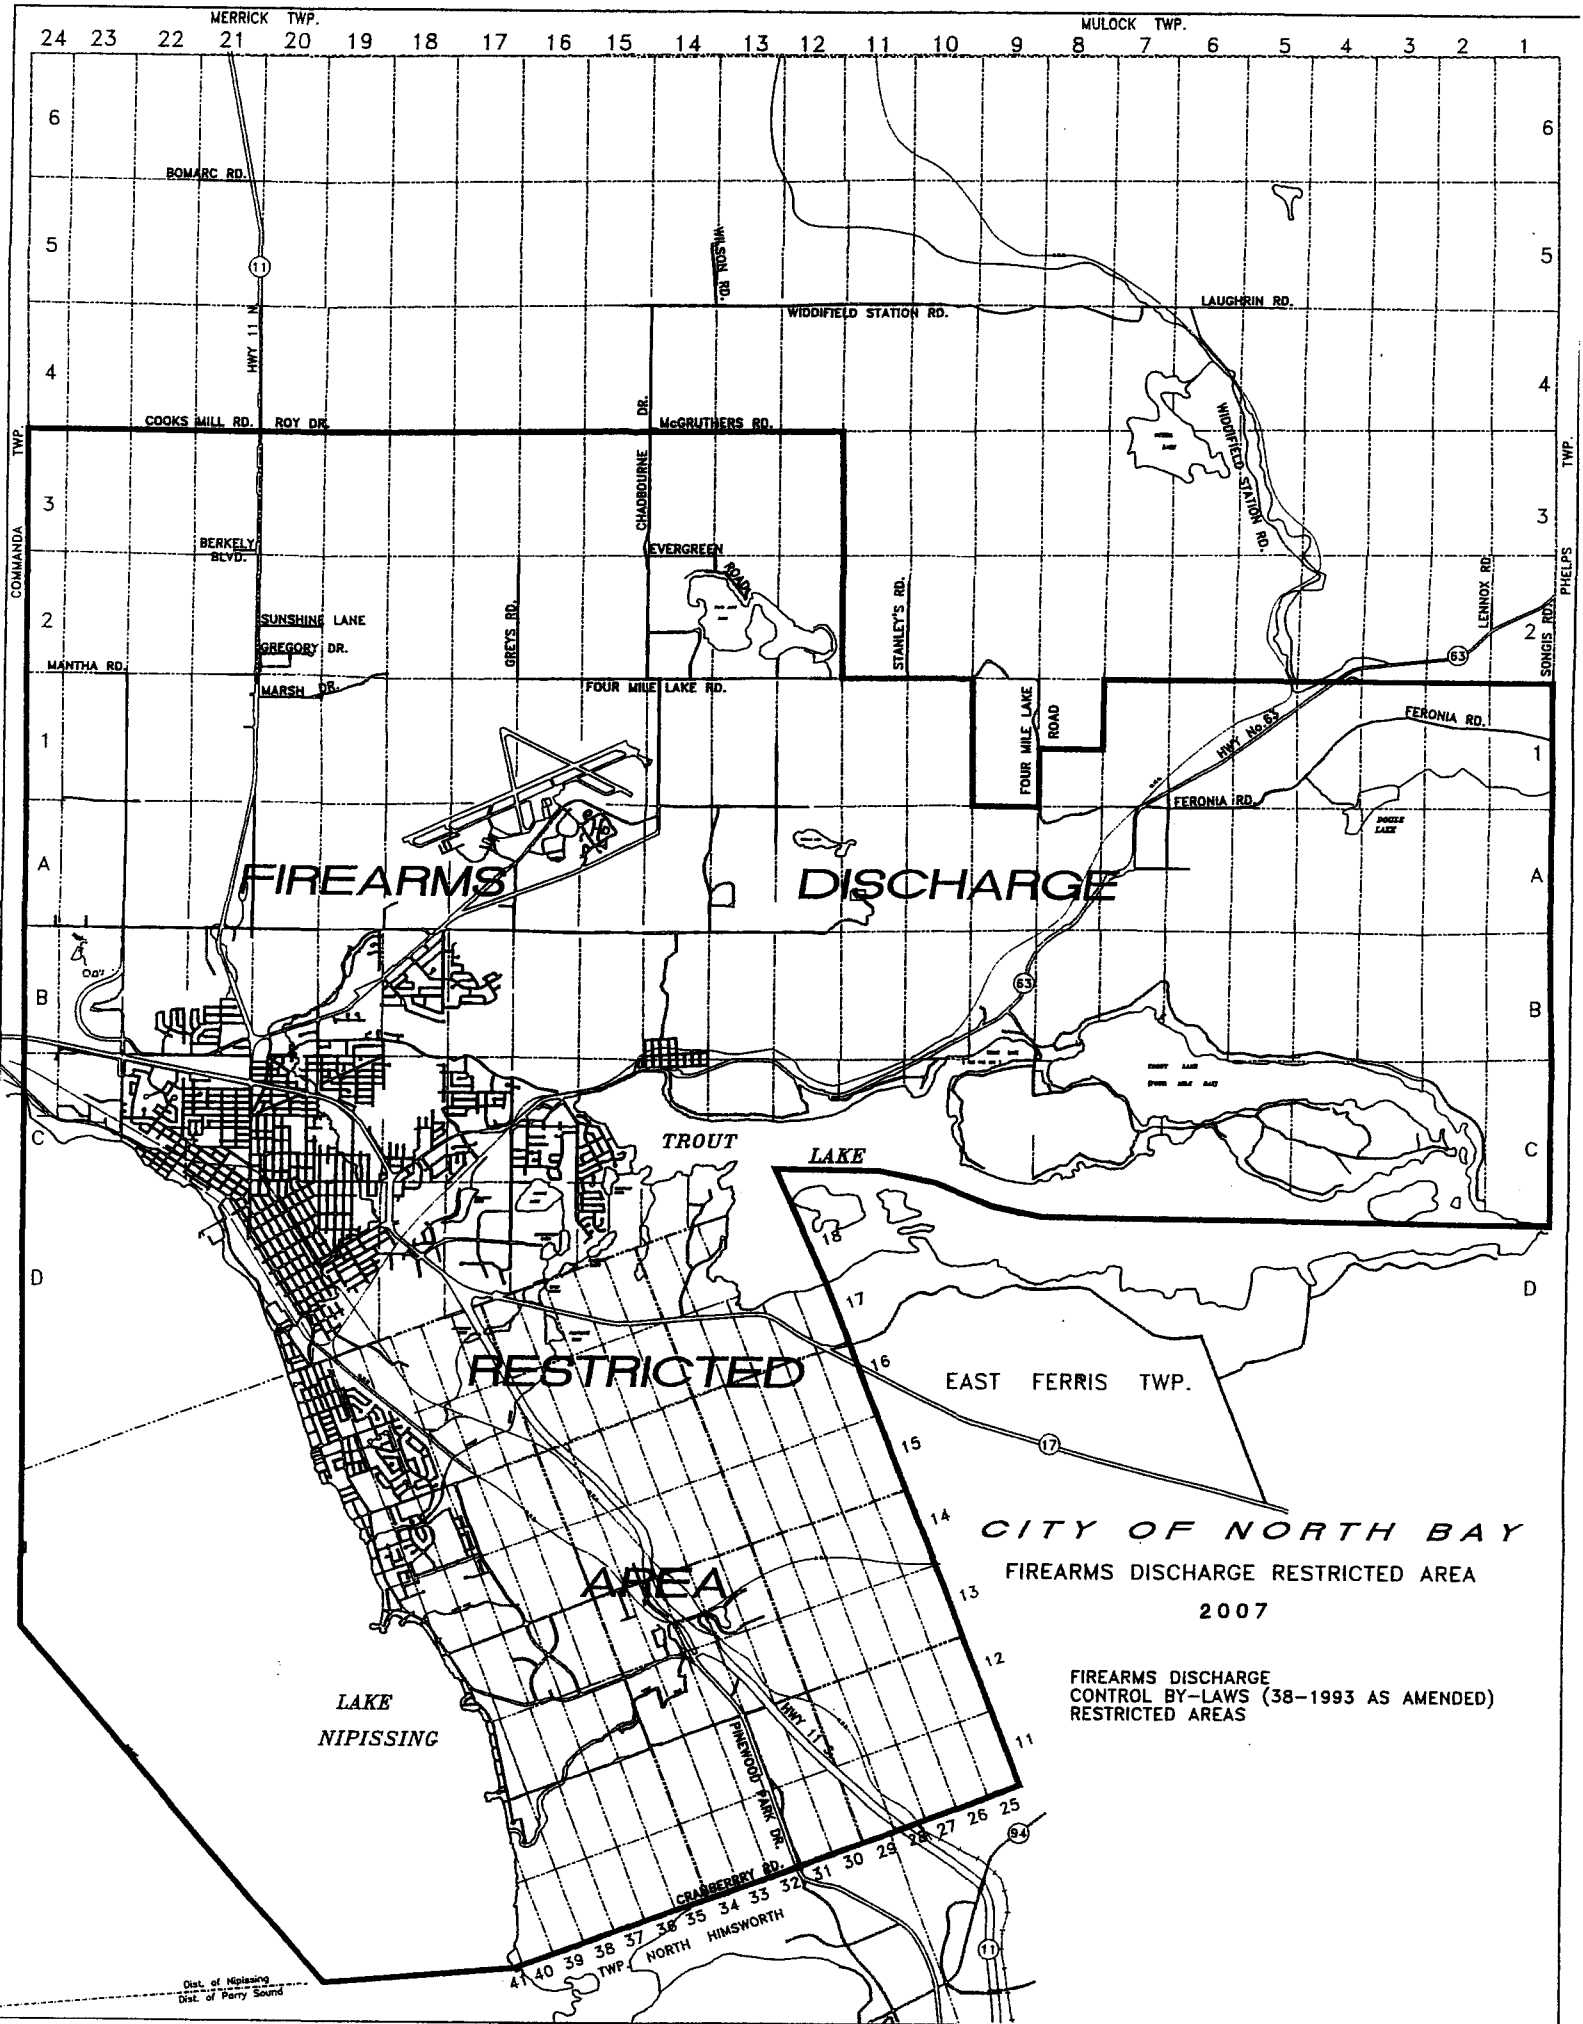 MERRICK TWP.
MULOCK TWP.
24 23 22 21 20 19 18 17 16 15 14 13 12 11 10 9 8 7 6 5 4 3 2 1
6
6
BOMARC RD.
5
WILSON RD.
5
11
LAUGHRIN RD.
WIDDIFIELD STATION RD.
HWY 11 N.
4
4
COOKS MILL RD.
ROY DR.
DR.
McGRUTHERS RD.
WIDDIFIELD STATION RD.
COMMANDA TWP.
PHELPS TWP.
3
CHADBOURNE
3
BERKELY
BLVD.
EVERGREEN
ROAD
2
SUNSHINE LANE
GREGORY DR.
GREYS RD.
STANLEY'S RD.
LENNOX RD.
2
SONGIS RD.
63
MANTHA RD.
MARSH DR.
FOUR MILE LAKE RD.
FOUR MILE LAKE
ROAD
FERONIA RD.
1
HWY No.63
1
FERONIA RD.
A
FIREARMS
DISCHARGE
A
B
63
B
C
TROUT
LAKE
C
18
D
17
D
RESTRICTED
16
EAST FERRIS TWP.
15
17
14
CITY OF NORTH BAY
AREA
13
FIREARMS DISCHARGE RESTRICTED AREA
2007
12
LAKE
NIPISSING
FIREARMS DISCHARGE
CONTROL BY-LAWS (38-1993 AS AMENDED)
RESTRICTED AREAS
HWY 11 S.
PINEWOOD PARK DR.
11
CRANBERRY RD.
41 40 39 38 37 36 35 34 33 32 31 30 29 28 27 26 25
94
TWP. NORTH HIMSWORTH
11
Dist. of Nipissing
Dist. of Parry Sound